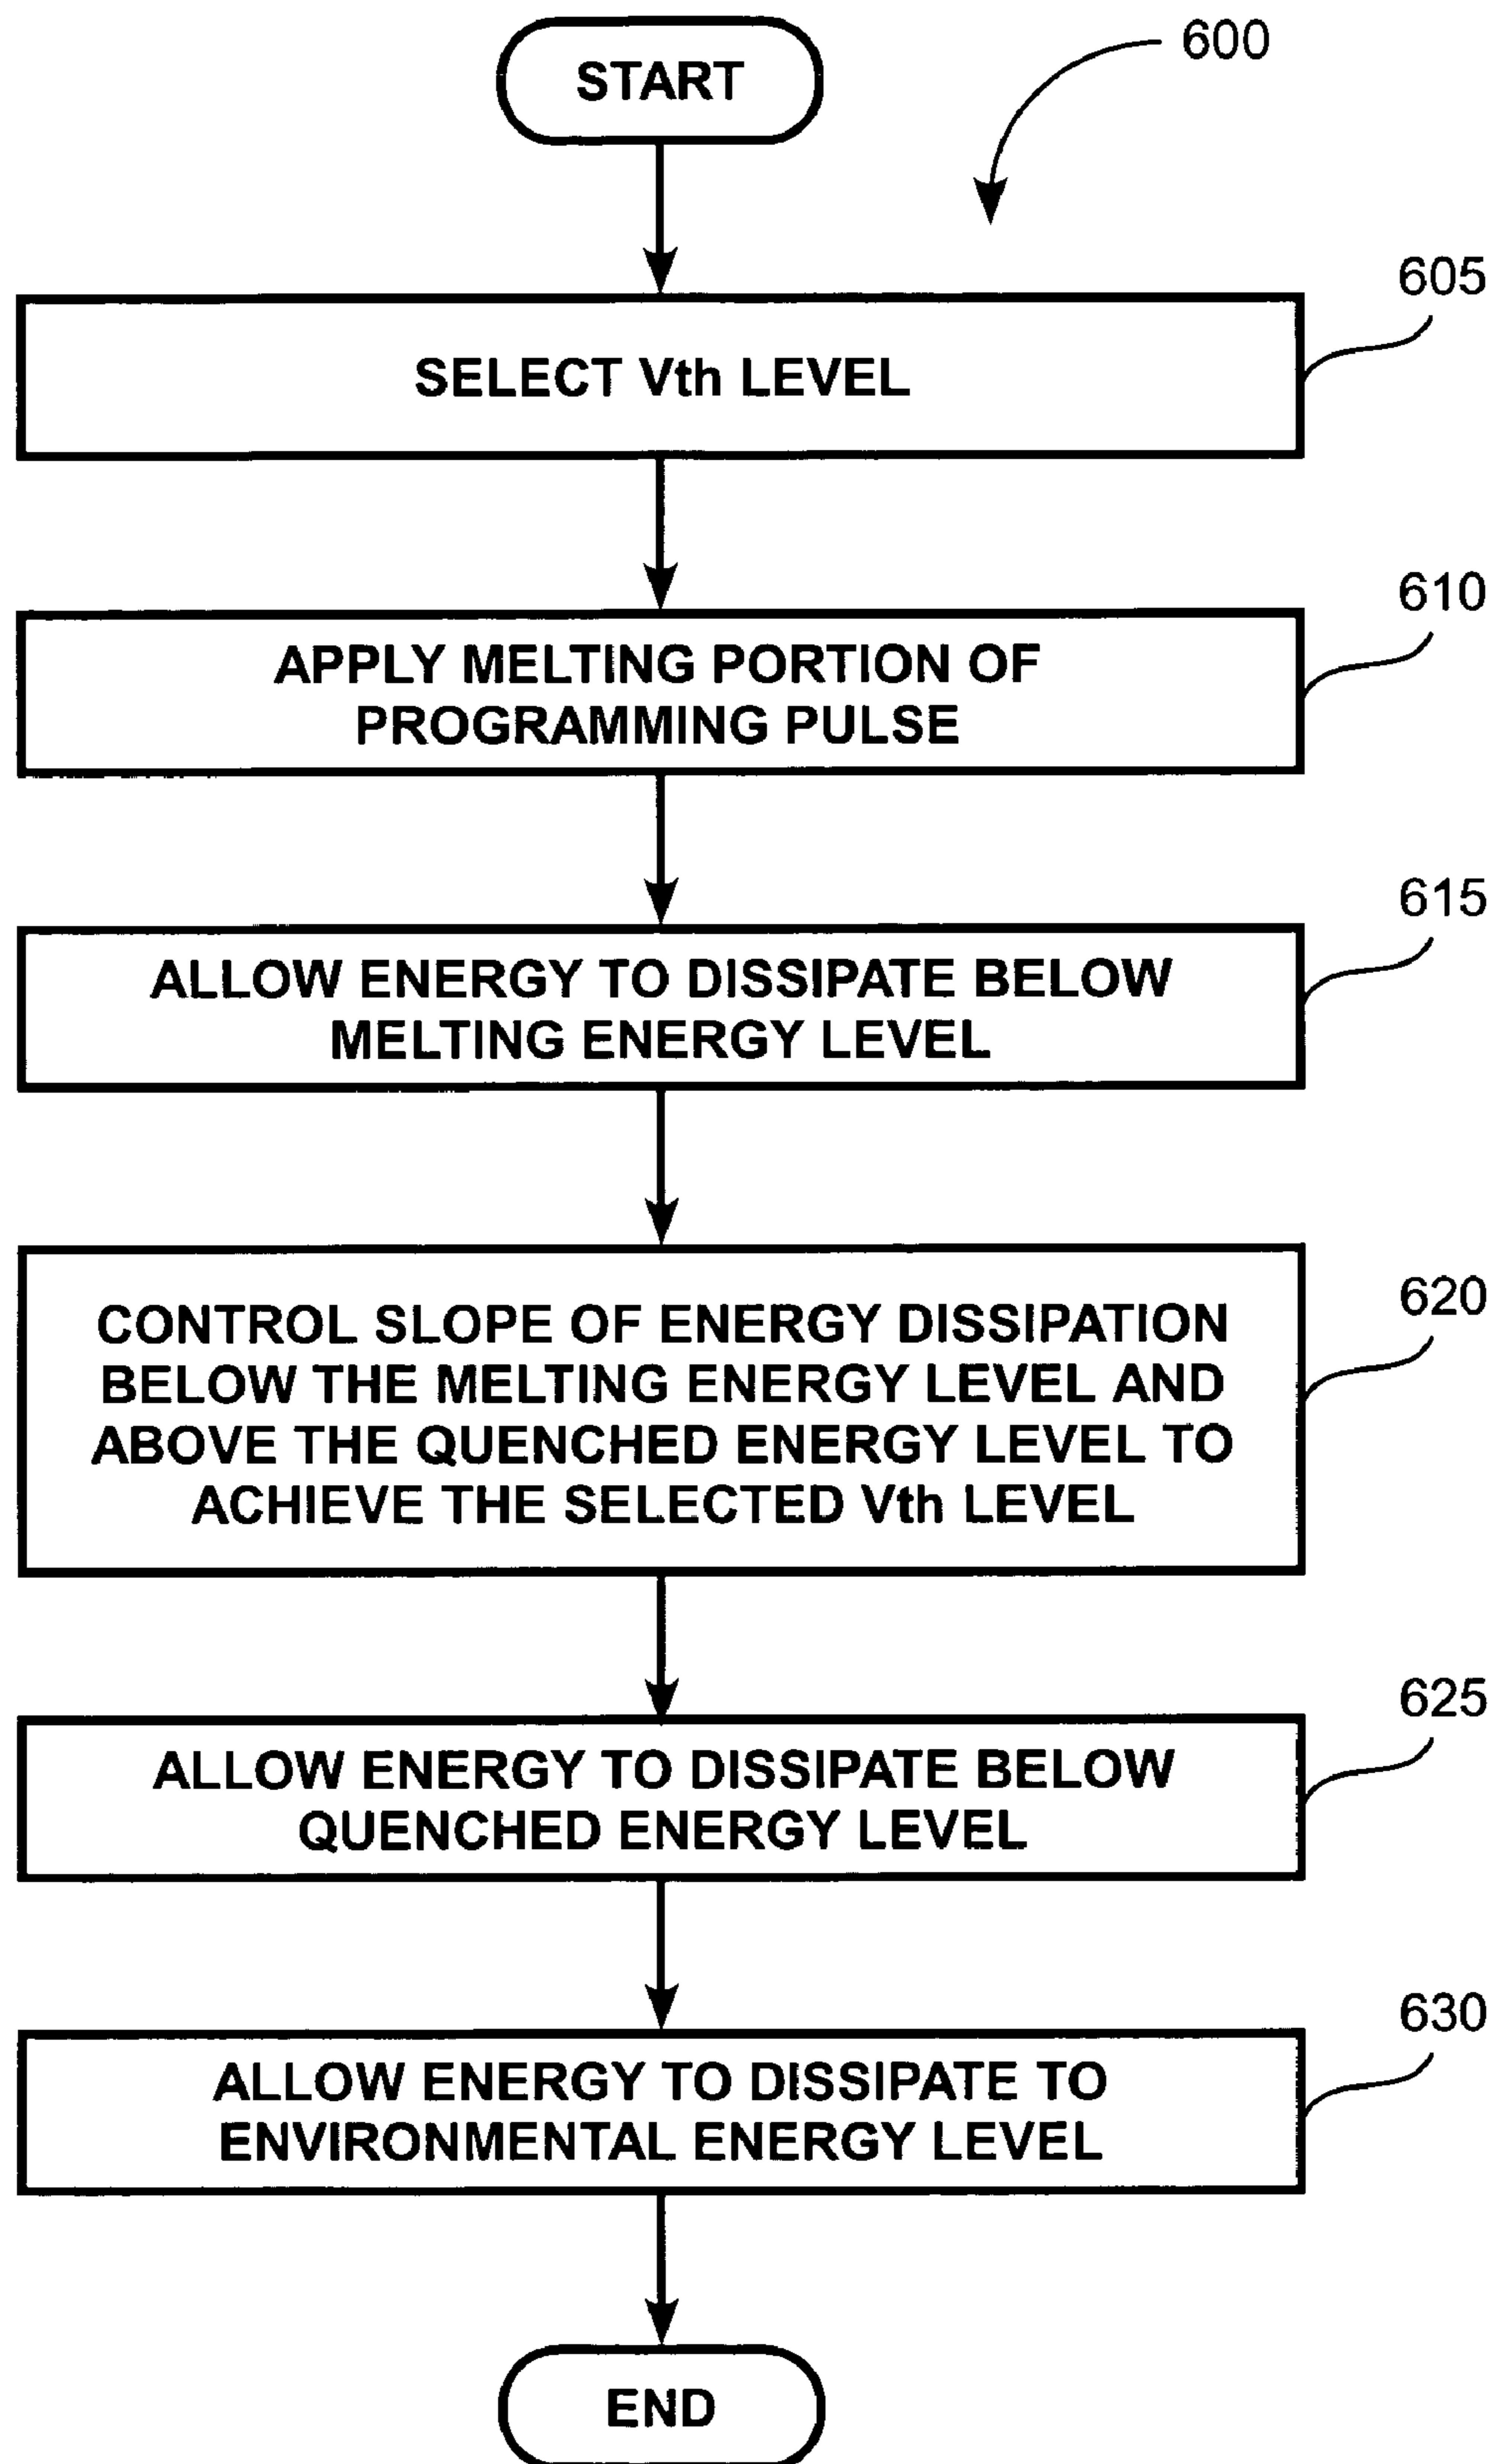 START
600
605
SELECT Vth LEVEL
610
APPLY MELTING PORTION OF
PROGRAMMING PULSE
615
ALLOW ENERGY TO DISSIPATE BELOW
MELTING ENERGY LEVEL
620
CONTROL SLOPE OF ENERGY DISSIPATION
BELOW THE MELTING ENERGY LEVEL AND
ABOVE THE QUENCHED ENERGY LEVEL TO
ACHIEVE THE SELECTED Vth LEVEL
625
ALLOW ENERGY TO DISSIPATE BELOW
QUENCHED ENERGY LEVEL
630
ALLOW ENERGY TO DISSIPATE TO
ENVIRONMENTAL ENERGY LEVEL
END